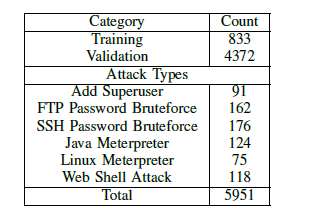 Category Count
Training 833
Validation 4372
Attack Types
Add Superuser 91
FTP Password Bruteforce 162
SSH Password Bruteforce 176
Java Meterpreter 124
Linux Meterpreter 75
Web Shell Attack 118
Total 5951